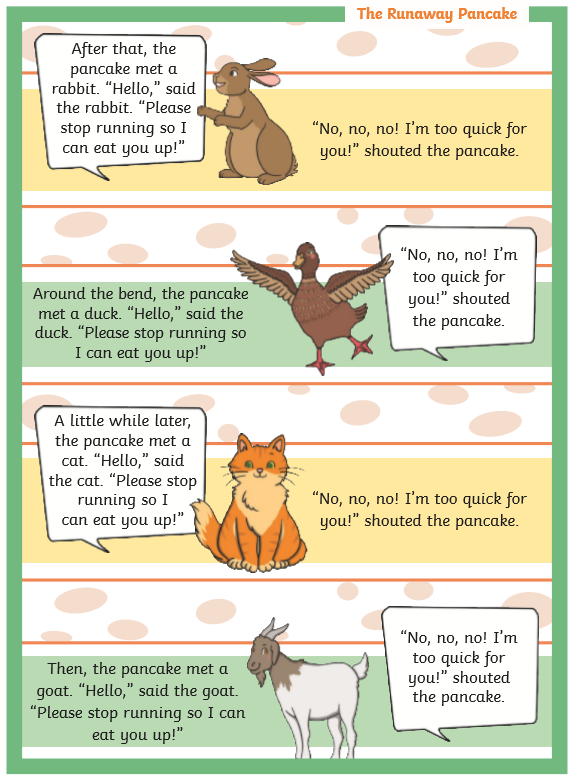 The Runaway Pancake
After that, the
pancake met a
rabbit. “Hello,” said
the rabbit. “Please
stop running so I
can eat you up!”
“No, no, no! I'm too quick for
you!” shouted the pancake.
Around the bend, the pancake
met a duck. “Hello,” said the
duck. “Please stop running so
I can eat you up!”
“No, no, no! I'm
too quick for
you!” shouted
the pancake.
A little while later,
the pancake met a
cat. “Hello,” said
the cat. “Please stop
running so I
can eat you up!”
“No, no, no! I'm too quick for
you!” shouted the pancake.
Then, the pancake met a
goat. “Hello,” said the goat.
“Please stop running so I can
eat you up!”
“No, no, no! I'm
too quick for
you!” shouted
the pancake.